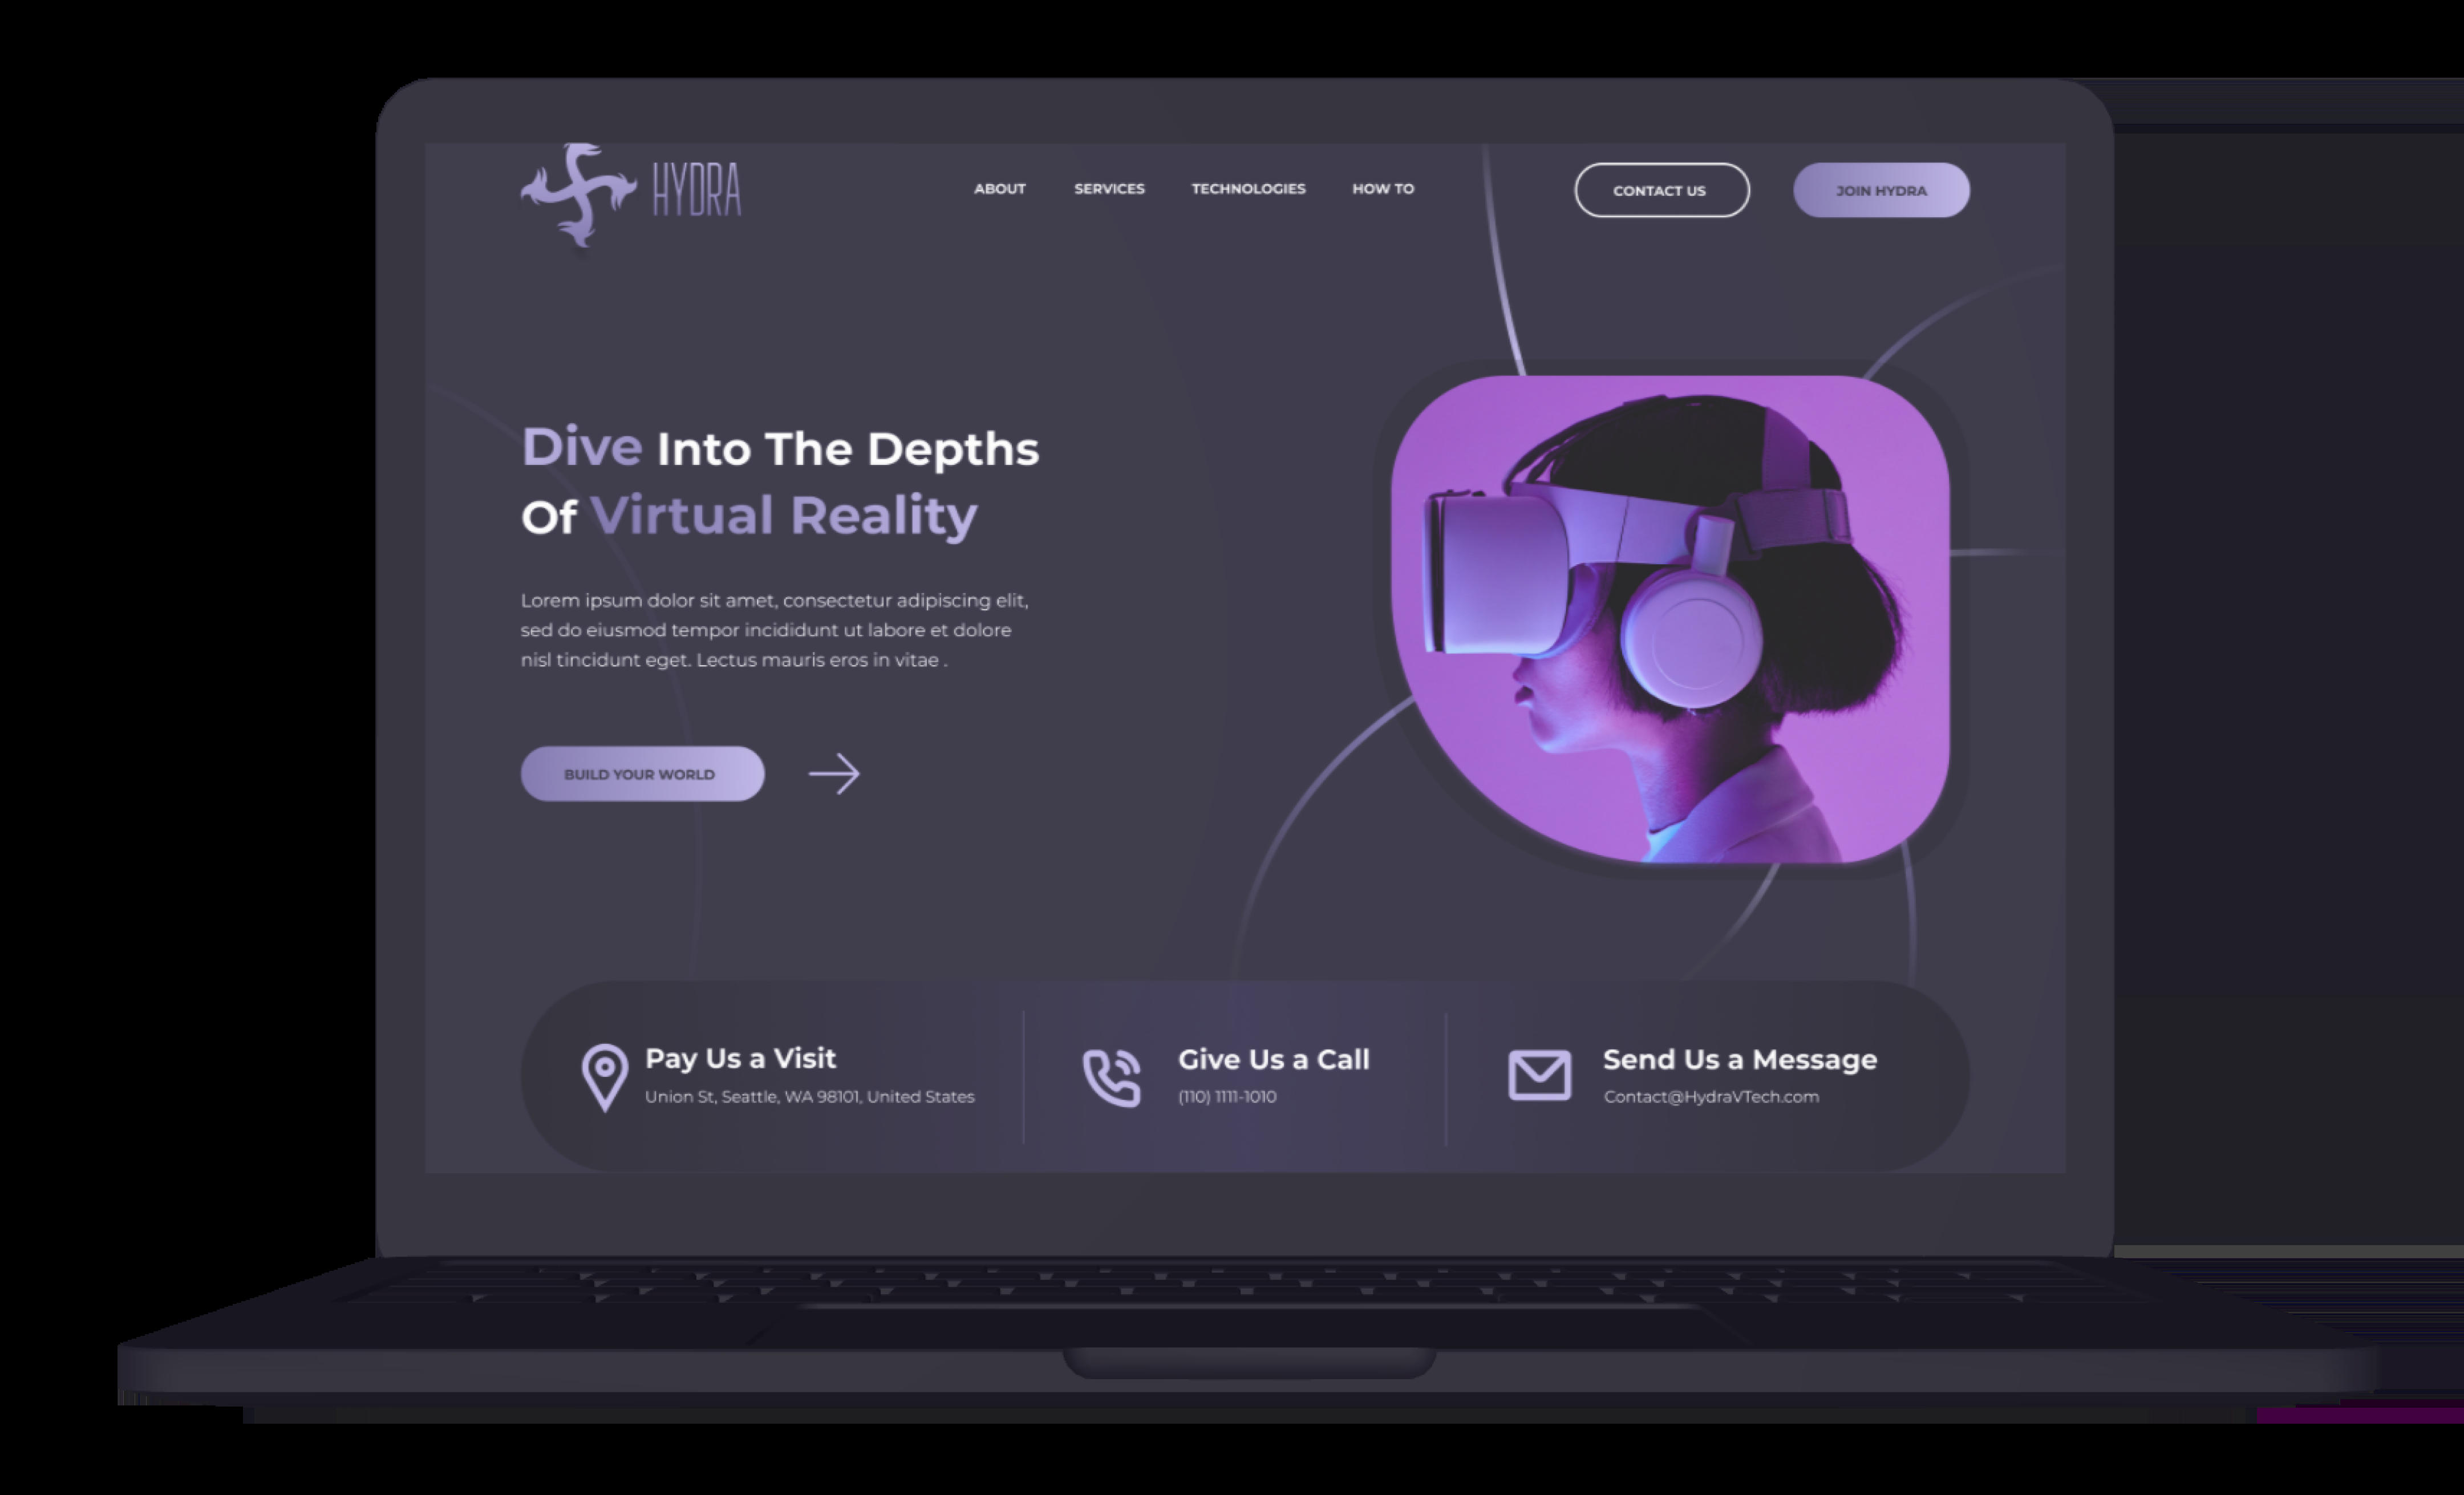 HYDRA
ABOUT
SERVICES
TECHNOLOGIES
HOW TO
CONTACT US
JOIN HYDRA
Dive Into The Depths
Of Virtual Reality
Lorem ipsum dolor sit amet, consectetur adipiscing elit,
sed do eiusmod tempor incididunt ut labore et dolore
nisl tincidunt eget. Lectus mauris eros in vitae .
BUILD YOUR WORLD
Pay Us a Visit
Union St, Seattle, WA 98101, United States
Give Us a Call
(110) 1111-1010
Send Us a Message
Contact@HydraVTech.com